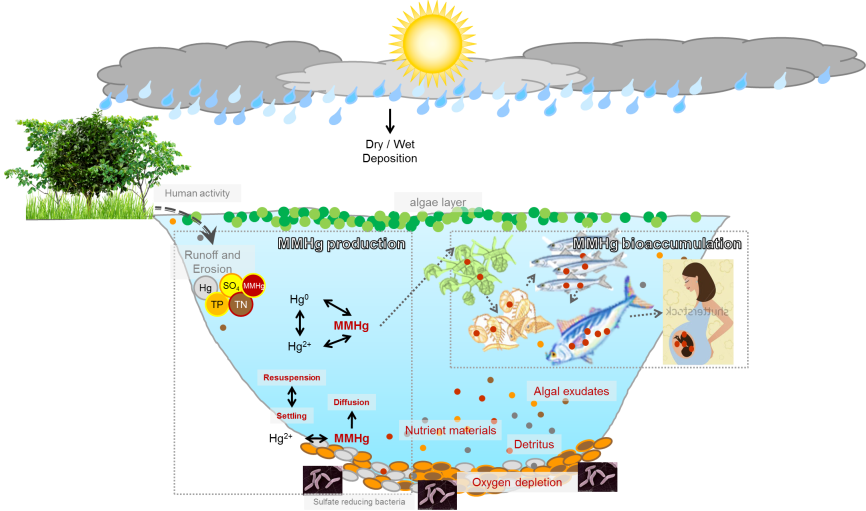 Dry / Wet
Deposition
Human activity
algae layer
MMHg production
MMHg bioaccumulation
Runoff and
Erosion
Hg
SO4
MMHg
TP
TN
Hg0
MMHg
Hg2+
shutterstock
Resuspension
Settling
Diffusion
Hg2+
MMHg
Algal exudates
Nutrient materials
Detritus
Oxygen depletion
Sulfate reducing bacteria